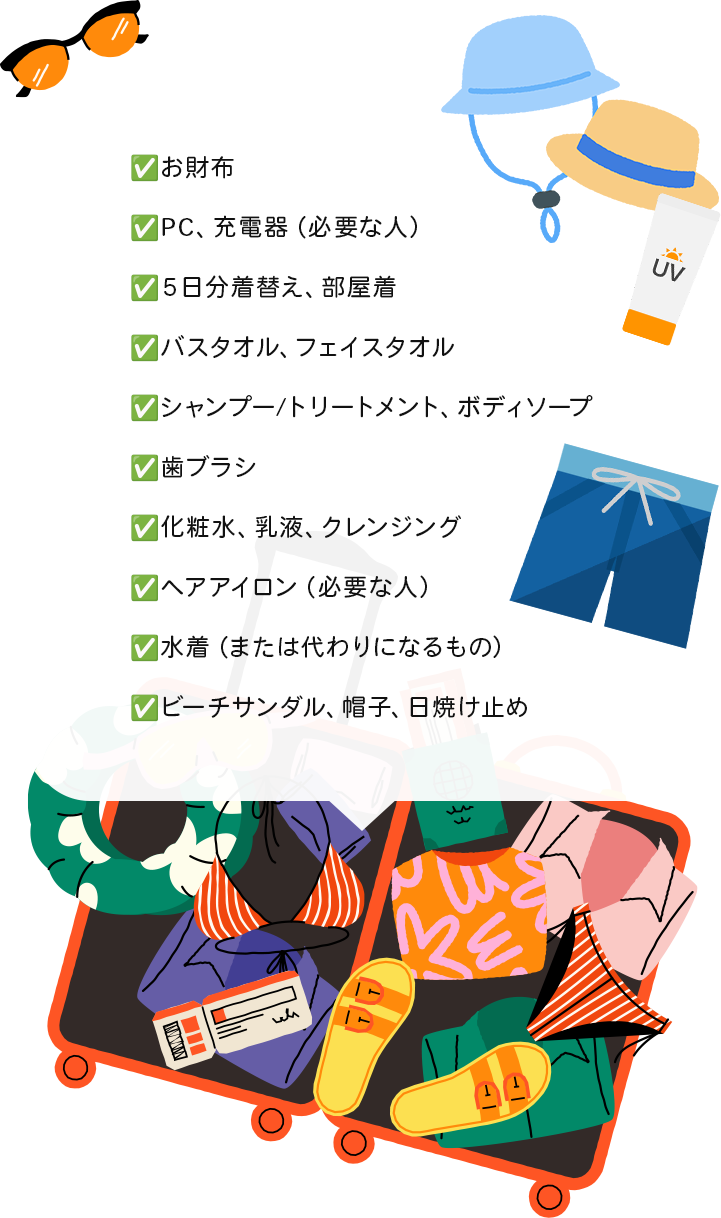 ✅お財布
✅PC、充電器（必要な人）
✅５日分着替え、部屋着
✅バスタオル、フェイスタオル
✅シャンプー/トリートメント、ボディソープ
✅歯ブラシ
✅化粧水、乳液、クレンジング
✅ヘアアイロン（必要な人）
✅水着（または代わりになるもの）
✅ビーチサンダル、帽子、日焼け止め
UV